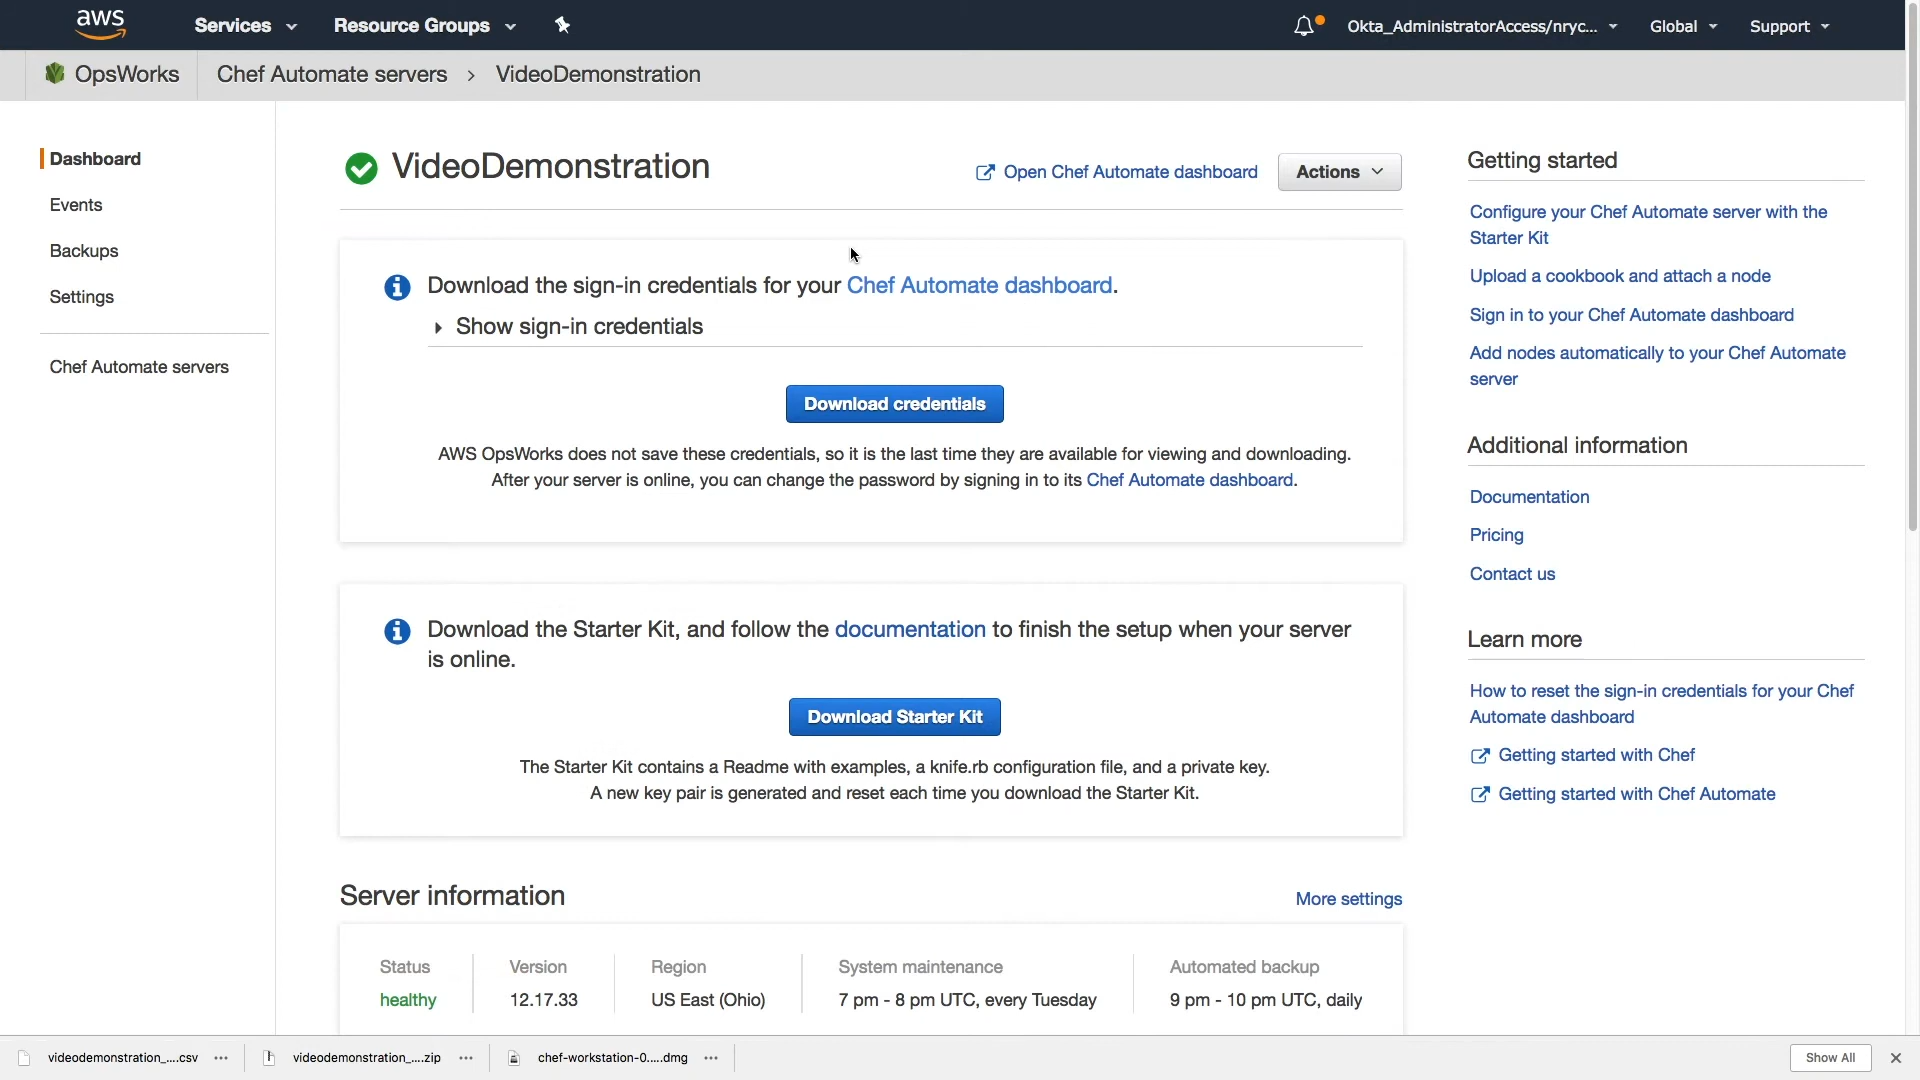 aws Services Resource Groups Okta_AdministratorAccess/nryc... Global Support
OpsWorks Chef Automate servers > VideoDemonstration
Dashboard
Events
Backups
Settings
Chef Automate servers
VideoDemonstration
Open Chef Automate dashboard
Actions
Download the sign-in credentials for your Chef Automate dashboard.
Show sign-in credentials
Download credentials
AWS OpsWorks does not save these credentials, so it is the last time they are available for viewing and downloading.
After your server is online, you can change the password by signing in to its Chef Automate dashboard.
Download the Starter Kit, and follow the documentation to finish the setup when your server
is online.
Download Starter Kit
The Starter Kit contains a Readme with examples, a knife.rb configuration file, and a private key.
A new key pair is generated and reset each time you download the Starter Kit.
Server information
More settings
Status Version Region System maintenance Automated backup
healthy 12.17.33 US East (Ohio) 7 pm - 8 pm UTC, every Tuesday 9 pm - 10 pm UTC, daily
Getting started
Configure your Chef Automate server with the
Starter Kit
Upload a cookbook and attach a node
Sign in to your Chef Automate dashboard
Add nodes automatically to your Chef Automate
server
Additional information
Documentation
Pricing
Contact us
Learn more
How to reset the sign-in credentials for your Chef
Automate dashboard
Getting started with Chef
Getting started with Chef Automate
videodemonstration_....csv videodemonstration_....zip chef-workstation-0.....dmg Show All